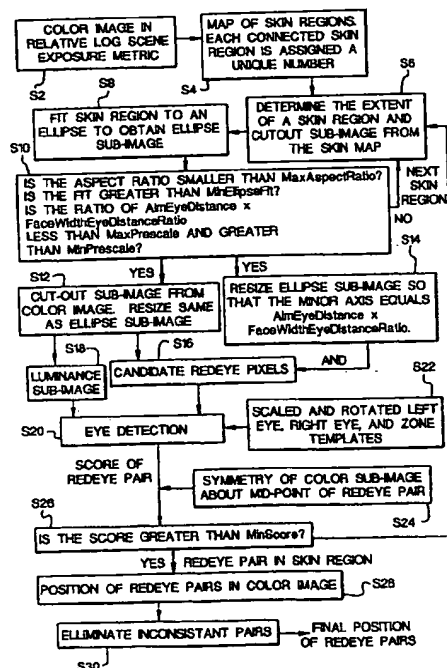 COLOR IMAGE IN
RELATIVE LOG SCENE
EXPOSURE METRIC
S2
MAP OF SKIN REGIONS.
EACH CONNECTED SKIN
REGION IS ASSIGNED A
UNIQUE NUMBER
S4
S6
DETERMINE THE EXTENT
OF A SKIN REGION AND
CUTOUT SUB-IMAGE FROM
THE SKIN MAP
S8
FIT SKIN REGION TO AN
ELLIPSE TO OBTAIN ELLIPSE
SUB-IMAGE
S10
IS THE ASPECT RATIO SMALLER THAN MaxAspectRatio?
IS THE FIT GREATER THAN MinEllipseFit?
IS THE RATIO OF AimEyeDistance x
FaceWidthEyeDistanceRatio
LESS THAN MaxPrescale AND GREATER
THAN MinPrescale?
NEXT
SKIN
REGION
NO
YES
YES
S12
CUT-OUT SUB-IMAGE FROM
COLOR IMAGE. RESIZE SAME
AS ELLIPSE SUB-IMAGE
S14
RESIZE ELLIPSE SUB-IMAGE SO
THAT THE MINOR AXIS EQUALS
AimEyeDistance x
FaceWidthEyeDistanceRatio.
S18
LUMINANCE
SUB-IMAGE
S16
CANDIDATE REDEYE PIXELS
AND
S20
EYE DETECTION
S22
SCALED AND ROTATED LEFT
EYE, RIGHT EYE, AND ZONE
TEMPLATES
SCORE OF
REDEYE PAIR
SYMMETRY OF COLOR SUB-IMAGE
ABOUT MID-POINT OF REDEYE PAIR
S24
S26
IS THE SCORE GREATER THAN MinScore?
YES
REDEYE PAIR IN SKIN REGION
POSITION OF REDEYE PAIRS IN COLOR IMAGE
S28
ELLIMINATE INCONSISTANT PAIRS
S30
FINAL POSITION
OF REDEYE PAIRS